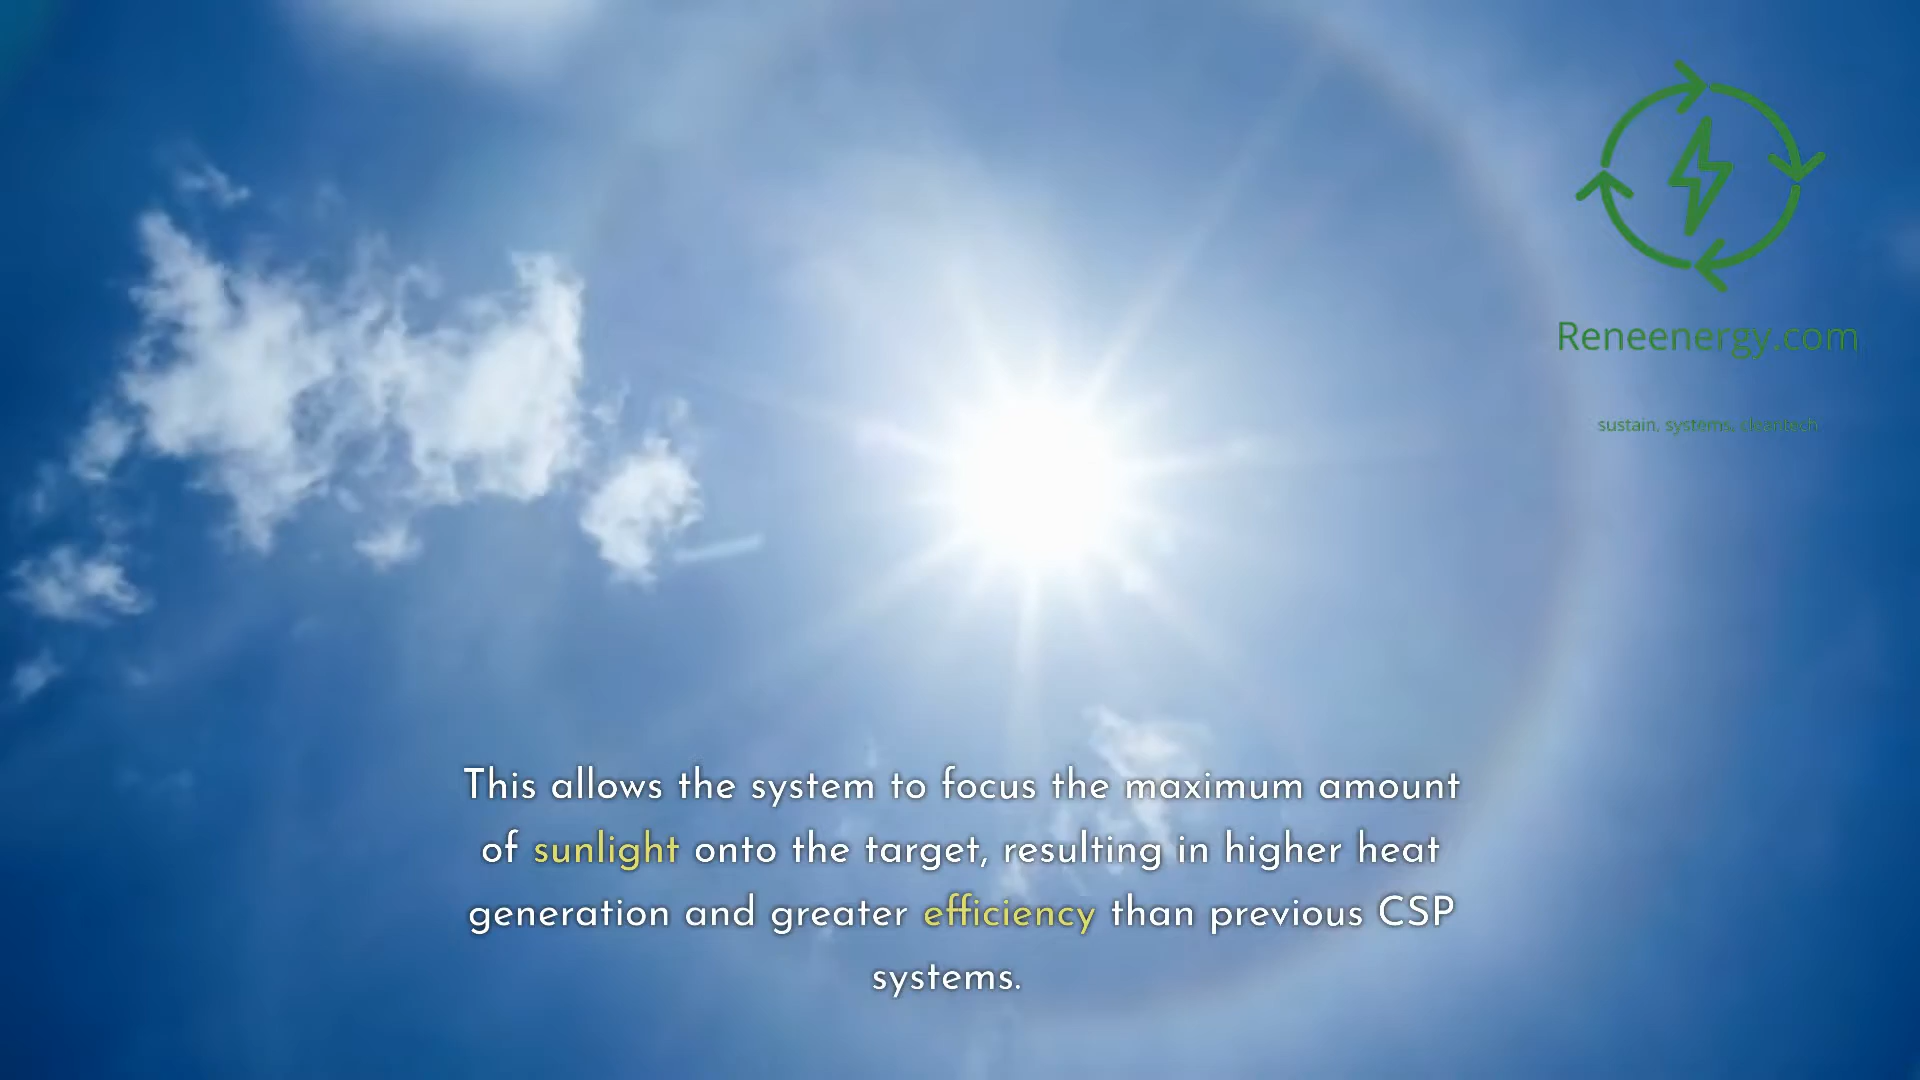 Reneenergy.com
sustain, systems, cleantech
This allows the system to focus the maximum amount
of sunlight onto the target, resulting in higher heat
generation and greater efficiency than previous CSP
systems.